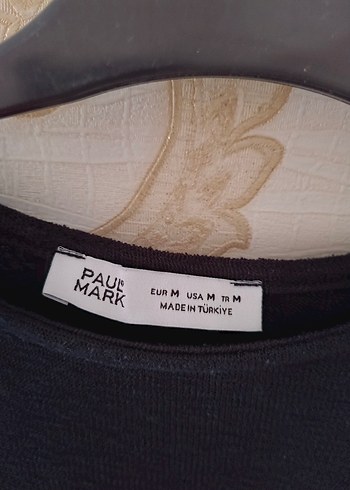 PAUL
MARK
EUR M USA M TR M
MADE IN TÜRKİYE